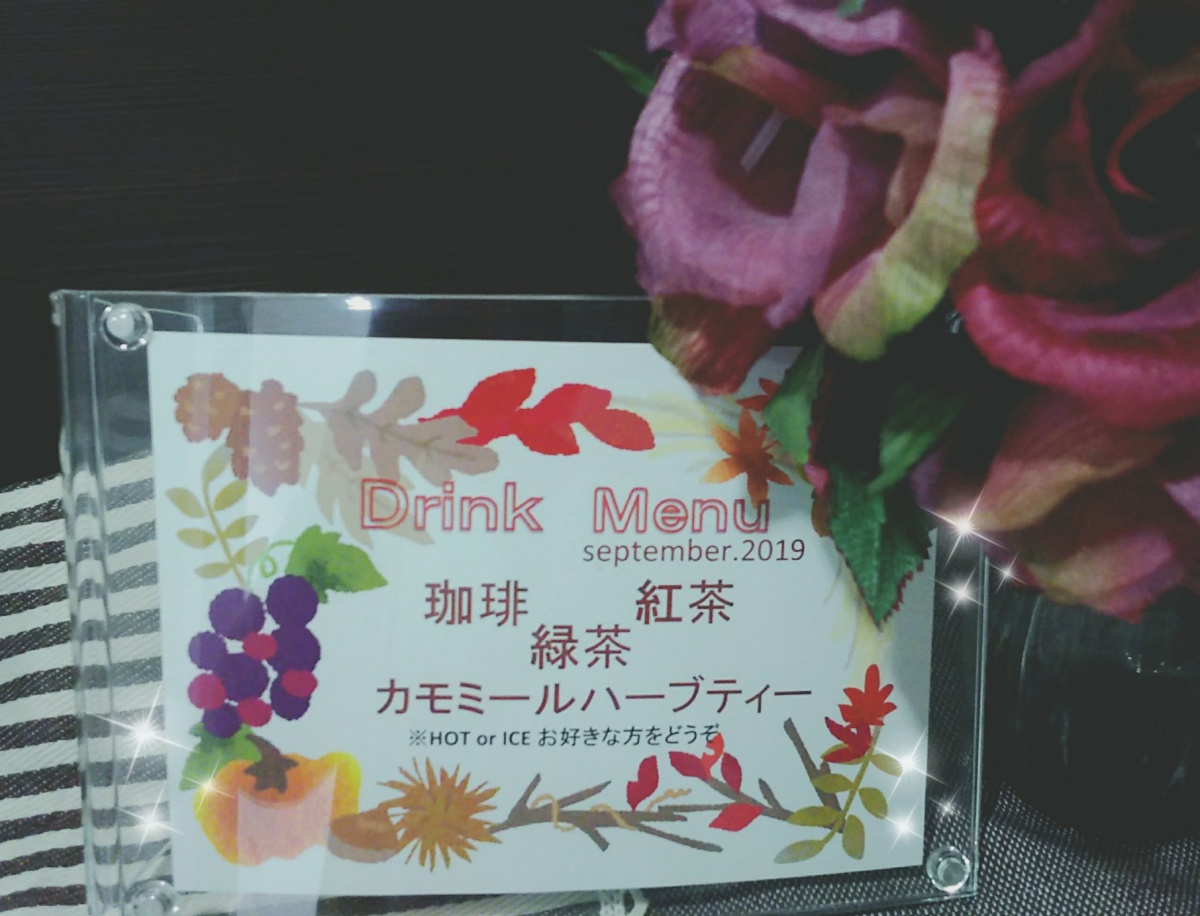 Drink Menu
september.2019
珈琲 紅茶
緑茶
カモミールハーブティー
※HOT or ICE お好きな方をどうぞ